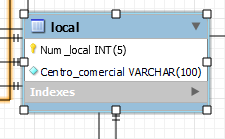 local
Num_local INT(5)
Centro_comercial VARCHAR(100)
Indexes